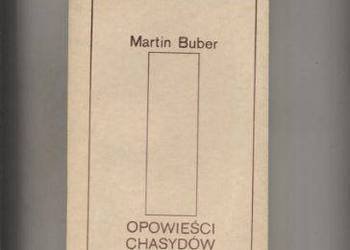 Martin Buber
OPOWIEŚCI
CHASYDÓW